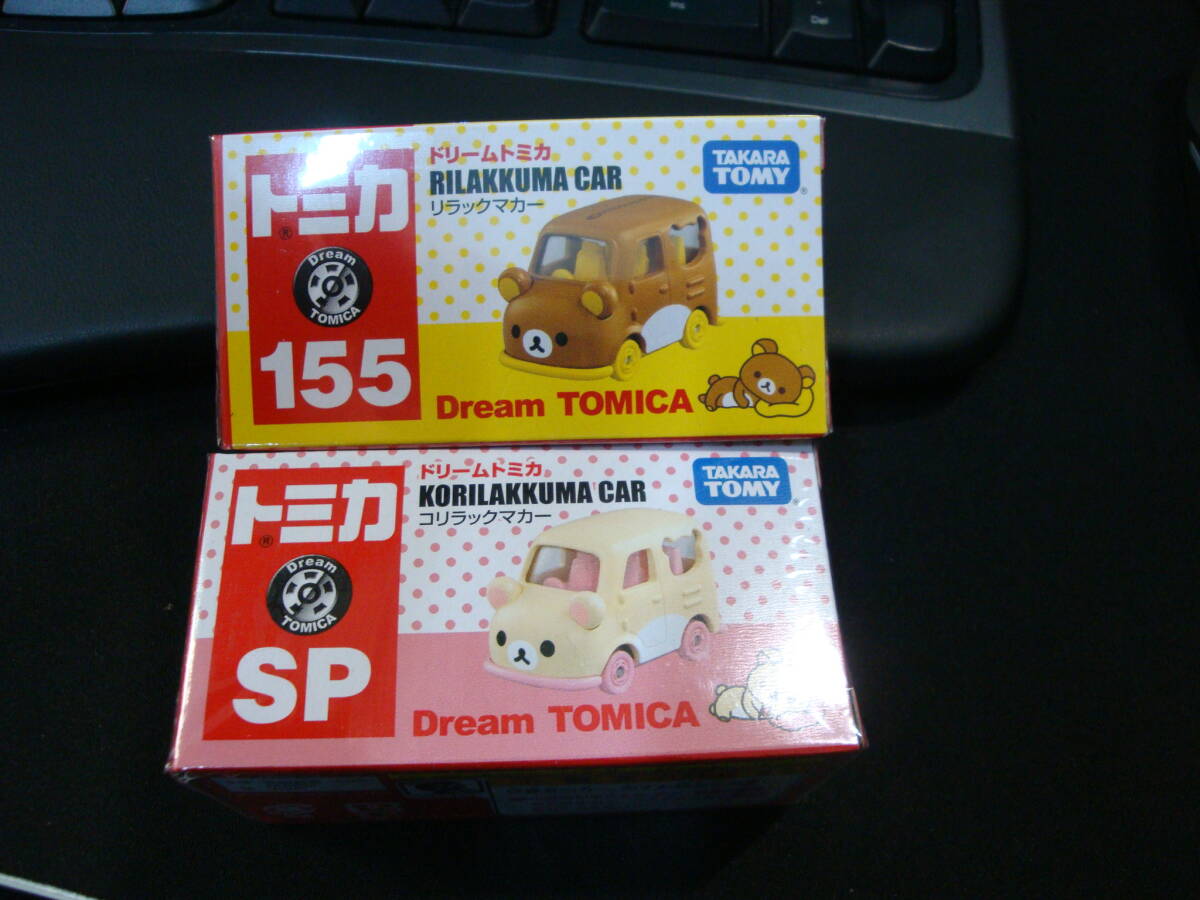 Ins
Del
トミカ
®
Dream
TOMICA
155
ドリームトミカ
RILAKKUMA CAR
リラックマカー
TAKARA
TOMY
®
Dream TOMICA
トミカ
®
Dream
TOMICA
SP
ドリームトミカ
KORILAKKUMA CAR
コリラックマカー
TAKARA
TOMY
®
Dream TOMICA